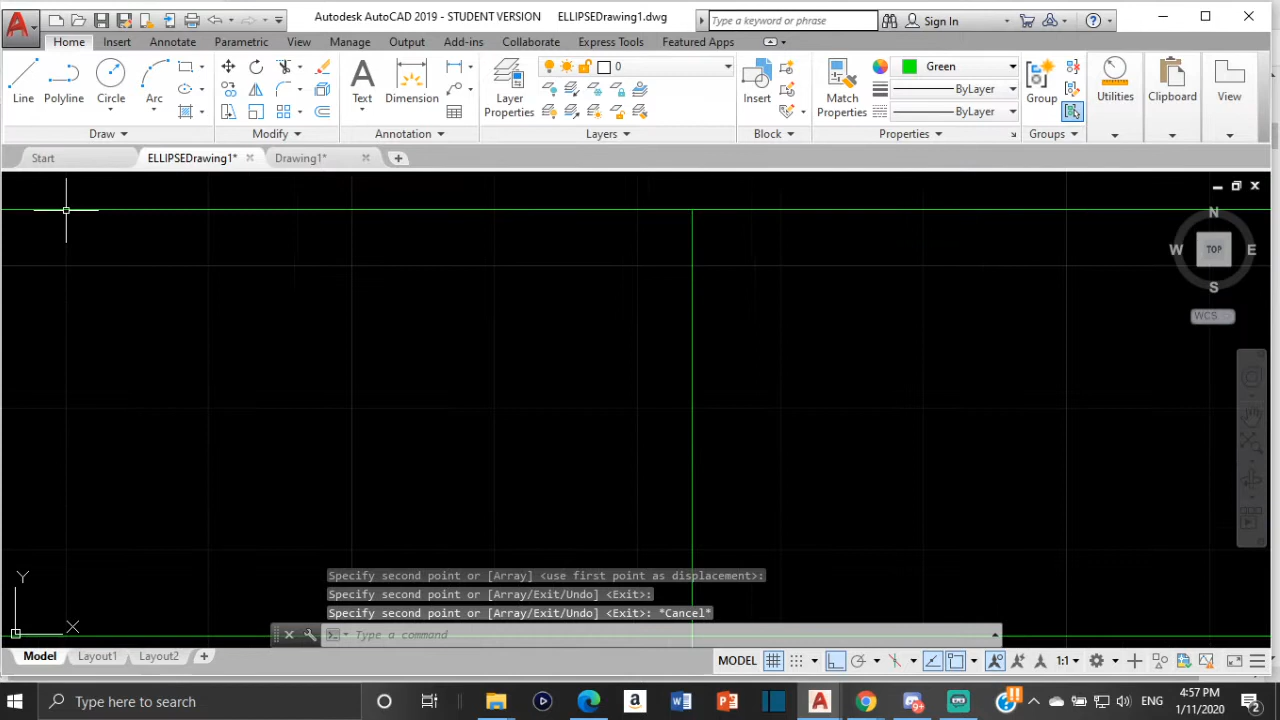 Autodesk AutoCAD 2019 - STUDENT VERSION ELLIPSEDrawing1.dwg
Type a keyword or phrase
Sign In
Home Insert Annotate Parametric View Manage Output Add-ins Collaborate Express Tools Featured Apps
Line Polyline Circle Arc
Text Dimension
Layer Properties
0
Insert
Match Properties
Green
ByLayer
ByLayer
Group
Utilities
Clipboard
View
Draw Modify Annotation Layers Block Properties Groups
Start ELLIPSEDrawing1* Drawing1*
N
W TOP E
S
WCS
Y
X
Specify second point or [Array] <use first point as displacement>:
Specify second point or [Array/Exit/Undo] <Exit>:
Specify second point or [Array/Exit/Undo] <Exit>: *Cancel*
Type a command
Model Layout1 Layout2
MODEL 1:1
Type here to search
ENG
4:57 PM
1/11/2020